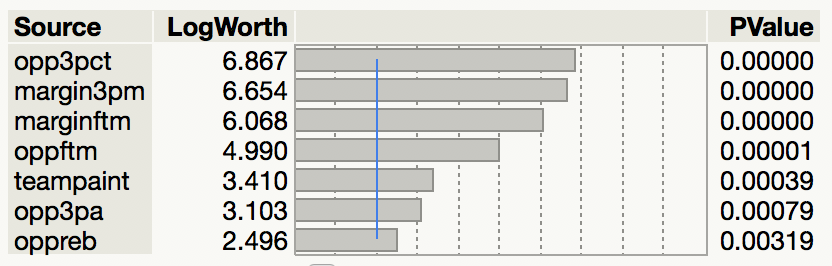 Source LogWorth PValue
opp3pct 6.867 0.00000
margin3pm 6.654 0.00000
marginftm 6.068 0.00000
oppftm 4.990 0.00001
teampaint 3.410 0.00039
opp3pa 3.103 0.00079
oppreb 2.496 0.00319